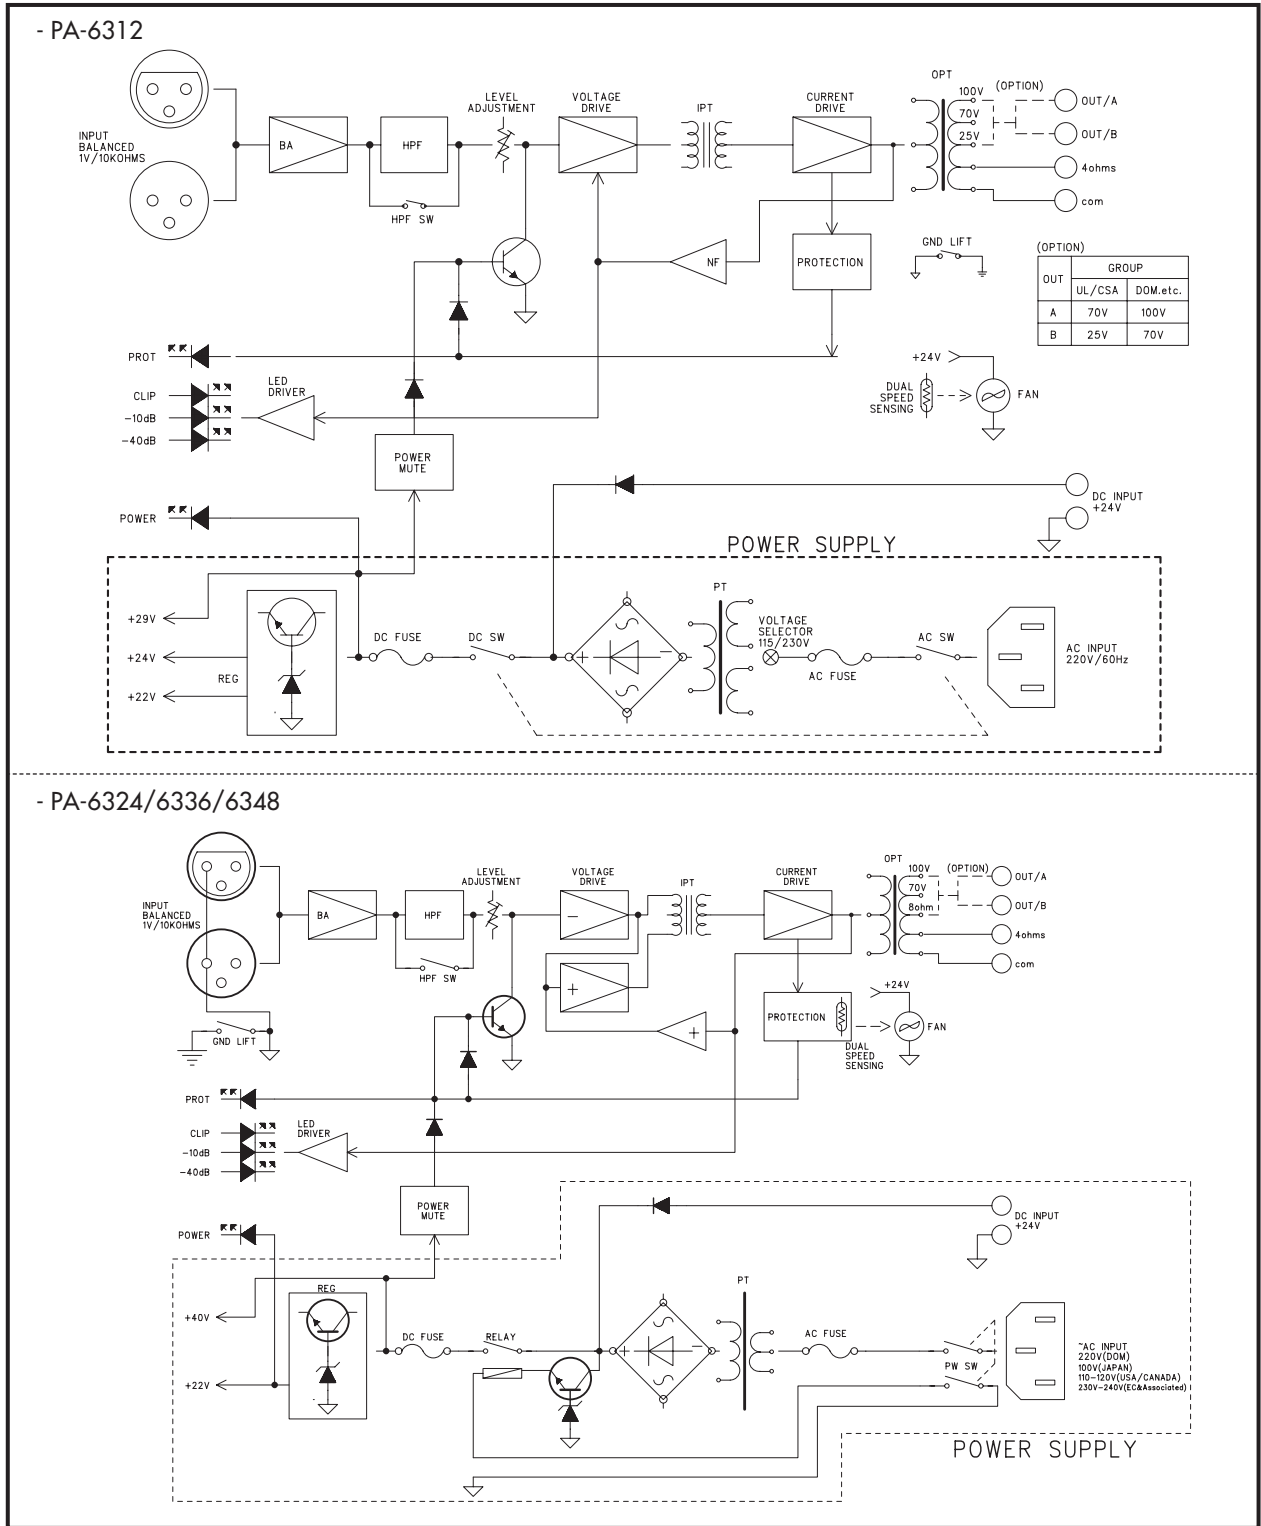 - PA-6312
INPUT
BALANCED
1V/10KOHMS
BA
HPF
HPF SW
LEVEL
ADJUSTMENT
VOLTAGE
DRIVE
IPT
CURRENT
DRIVE
OPT
100V
70V
25V
(OPTION)
OUT/A
OUT/B
4ohms
com
NF
PROTECTION
GND LIFT
(OPTION)
OUT
GROUP
UL/CSA
DOM.etc.
A
70V
100V
B
25V
70V
PROT
CLIP
-10dB
-40dB
LED
DRIVER
+24V
DUAL
SPEED
SENSING
FAN
POWER
MUTE
POWER
DC INPUT
+24V
POWER SUPPLY
+29V
+24V
+22V
REG
DC FUSE
DC SW
PT
VOLTAGE
SELECTOR
115/230V
AC FUSE
AC SW
AC INPUT
220V/60Hz
- PA-6324/6336/6348
INPUT
BALANCED
1V/10KOHMS
BA
HPF
HPF SW
LEVEL
ADJUSTMENT
VOLTAGE
DRIVE
IPT
CURRENT
DRIVE
OPT
100V
70V
8ohm
(OPTION)
OUT/A
OUT/B
4ohms
com
GND LIFT
PROTECTION
+24V
FAN
DUAL
SPEED
SENSING
PROT
CLIP
-10dB
-40dB
LED
DRIVER
POWER
MUTE
POWER
DC INPUT
+24V
+40V
+22V
REG
DC FUSE
RELAY
PT
AC FUSE
PW SW
~AC INPUT
220V(DOM)
100V(JAPAN)
110-120V(USA/CANADA)
230V-240V(EC&Associated)
POWER SUPPLY